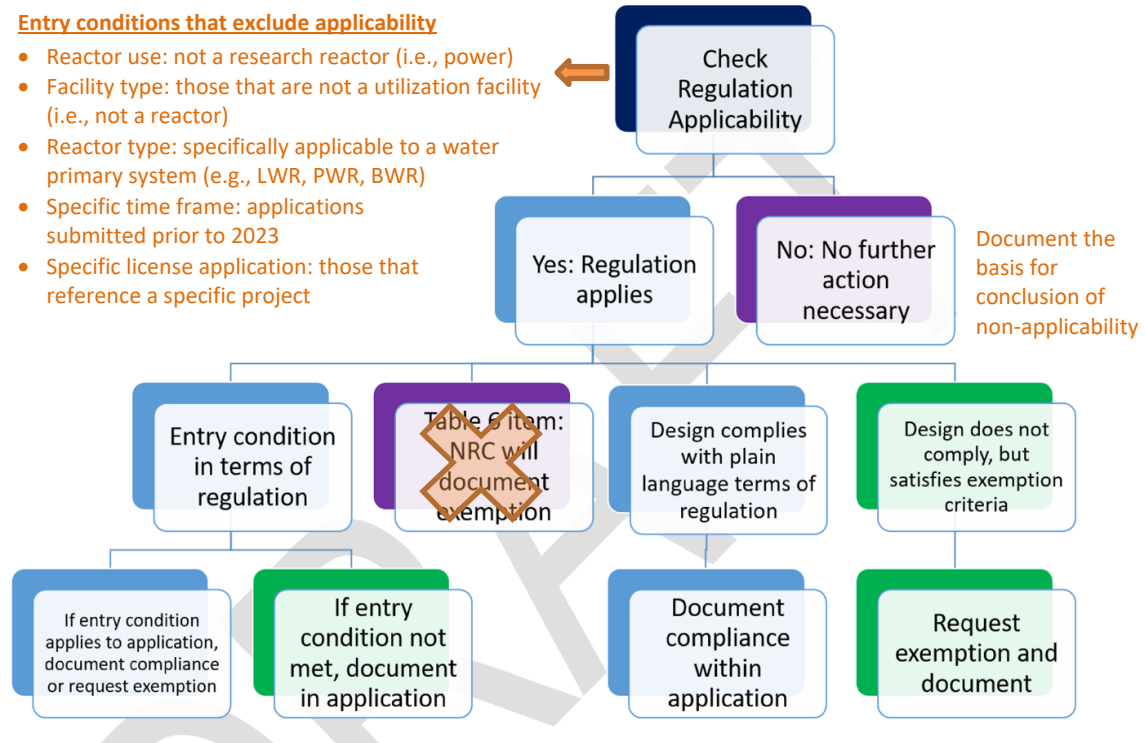 Entry conditions that exclude applicability
• Reactor use: not a research reactor (i.e., power)
• Facility type: those that are not a utilization facility
(i.e., not a reactor)
• Reactor type: specifically applicable to a water
primary system (e.g., LWR, PWR, BWR)
• Specific time frame: applications
submitted prior to 2023
• Specific license application: those that
reference a specific project
Check
Regulation
Applicability
Yes: Regulation
applies
No: No further
action
necessary
Document the
basis for
conclusion of
non-applicability
Entry condition
in terms of
regulation
Table 6 item:
NRC will
document
exemption
Design complies
with plain
language terms of
regulation
Design does not
comply, but
satisfies exemption
criteria
If entry condition
applies to application,
document compliance
or request exemption
If entry
condition not
met, document
in application
Document
compliance
within
application
Request
exemption and
document
DRAFT